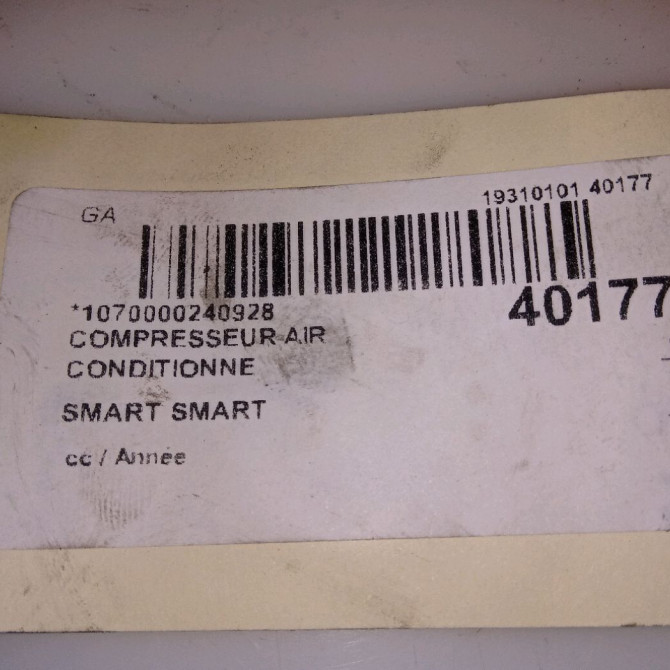 GA
19310101 40177
*1070000240928
40177
COMPRESSEUR AIR
CONDITIONNE
SMART SMART
cc / Année